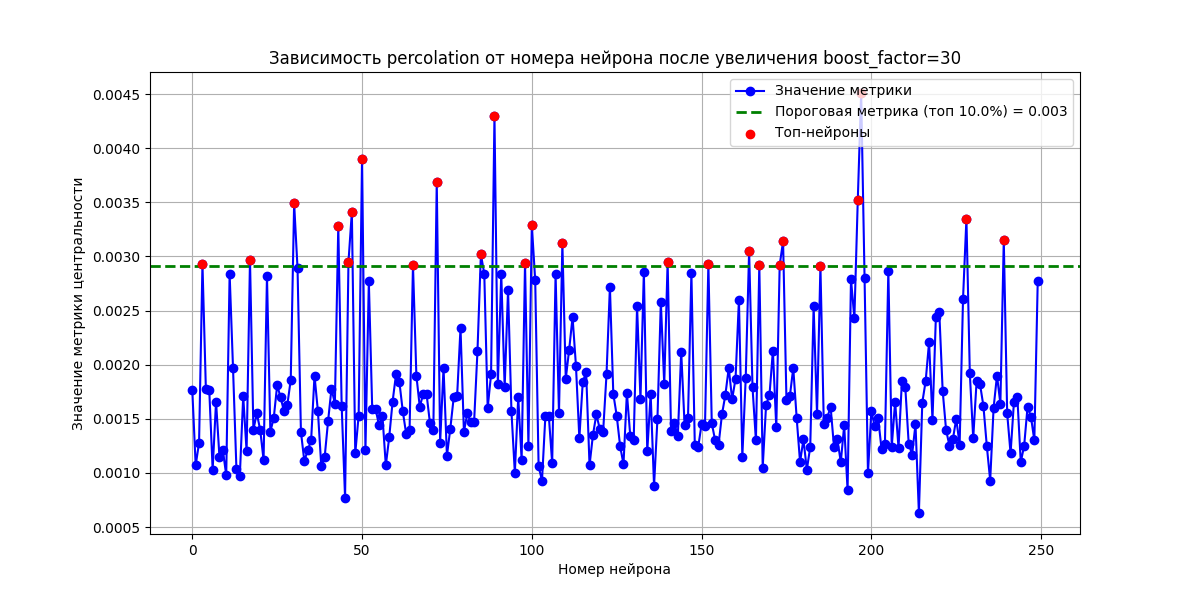 Зависимость percolation от номера нейрона после увеличения boost_factor=30
Значение метрики
Пороговая метрика (топ 10.0%) = 0.003
Топ-нейроны
Значение метрики центральности
0.0045
0.0040
0.0035
0.0030
0.0025
0.0020
0.0015
0.0010
0.0005
0
50
100
150
200
250
Номер нейрона